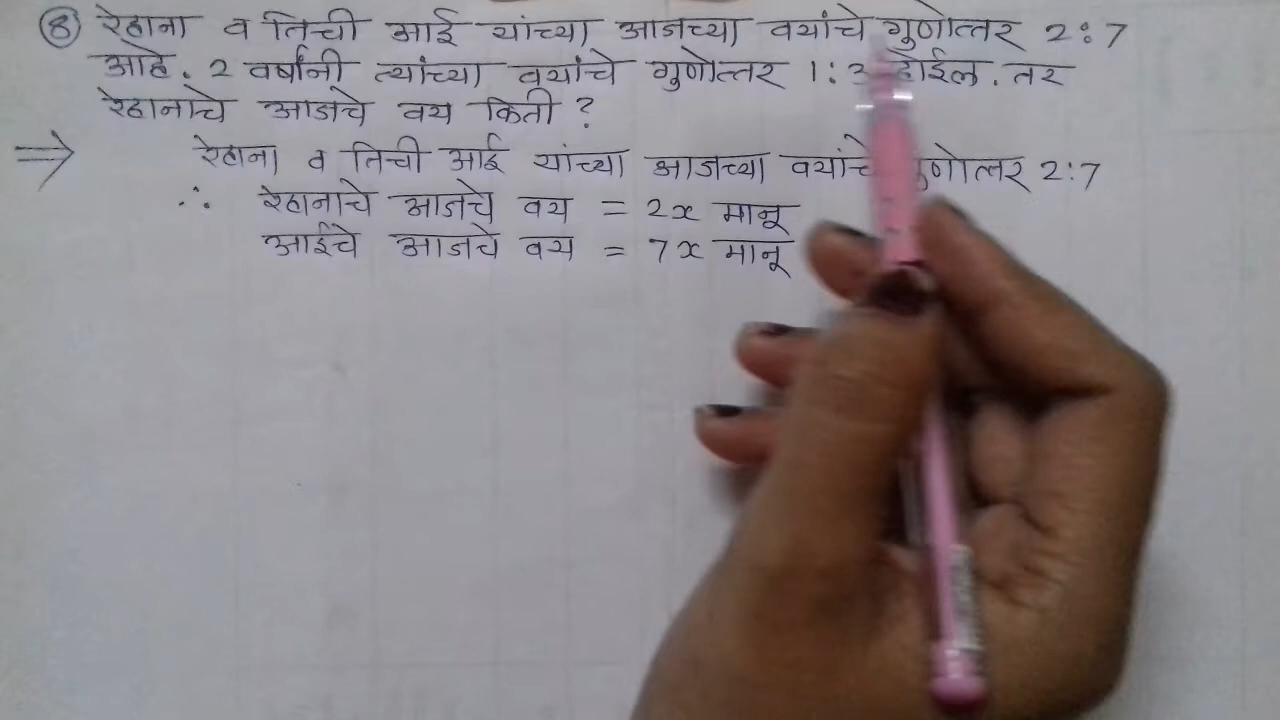 8 रेहाना व तिची आई यांच्या आजच्या वयांचे गुणोत्तर 2:7
आहे. 2 वर्षांनी त्यांच्या वयांचे गुणोत्तर 1: होईल. तर
रेहानाचे आजचे वय किती ?
⇒ रेहाना व तिची आई यांच्या आजच्या वयांचे गुणोत्तर 2:7
∴ रेहानाचे आजचे वय = 2x मानू
आईचे आजचे वय = 7x मानू